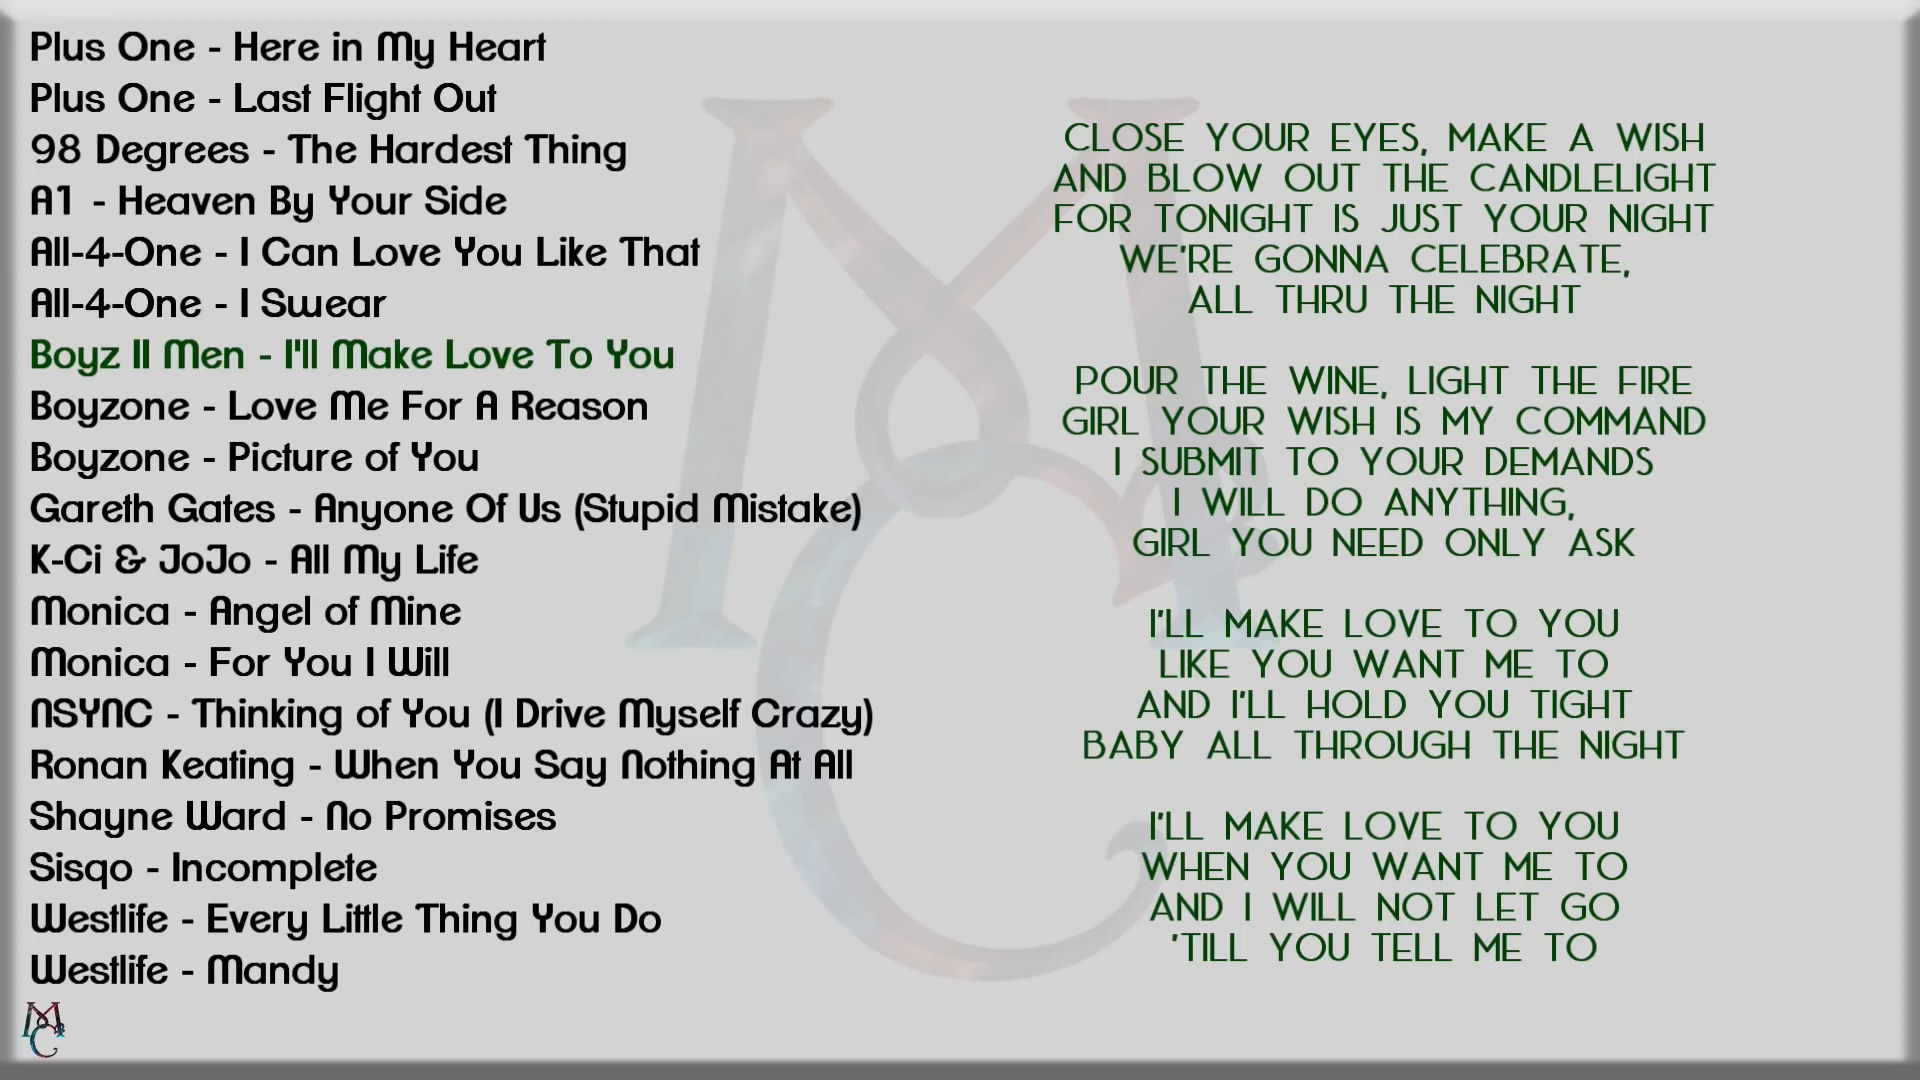 Plus One - Here in My Heart
Plus One - Last Flight Out
98 Degrees - The Hardest Thing
A1 - Heaven By Your Side
All-4-One - I Can Love You Like That
All-4-One - I Swear
Boyz II Men - I'll Make Love To You
Boyzone - Love Me For A Reason
Boyzone - Picture of You
Gareth Gates - Anyone Of Us (Stupid Mistake)
K-Ci & JoJo - All My Life
Monica - Angel of Mine
Monica - For You I Will
NSYNC - Thinking of You (I Drive Myself Crazy)
Ronan Keating - When You Say Nothing At All
Shayne Ward - No Promises
Sisqo - Incomplete
Westlife - Every Little Thing You Do
Westlife - Mandy
MC
CLOSE YOUR EYES, MAKE A WISH
AND BLOW OUT THE CANDLELIGHT
FOR TONIGHT IS JUST YOUR NIGHT
WE'RE GONNA CELEBRATE,
ALL THRU THE NIGHT
POUR THE WINE, LIGHT THE FIRE
GIRL YOUR WISH IS MY COMMAND
I SUBMIT TO YOUR DEMANDS
I WILL DO ANYTHING,
GIRL YOU NEED ONLY ASK
I'LL MAKE LOVE TO YOU
LIKE YOU WANT ME TO
AND I'LL HOLD YOU TIGHT
BABY ALL THROUGH THE NIGHT
I'LL MAKE LOVE TO YOU
WHEN YOU WANT ME TO
AND I WILL NOT LET GO
'TILL YOU TELL ME TO